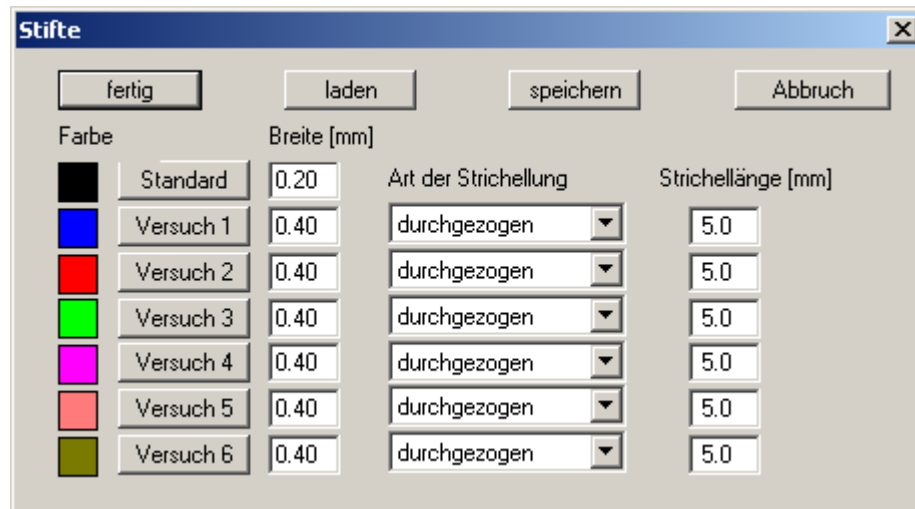 Stifte
fertig laden speichern Abbruch
Farbe Breite [mm]
Standard 0.20 Art der Strichellung Strichellänge [mm]
Versuch 1 0.40 durchgezogen 5.0
Versuch 2 0.40 durchgezogen 5.0
Versuch 3 0.40 durchgezogen 5.0
Versuch 4 0.40 durchgezogen 5.0
Versuch 5 0.40 durchgezogen 5.0
Versuch 6 0.40 durchgezogen 5.0